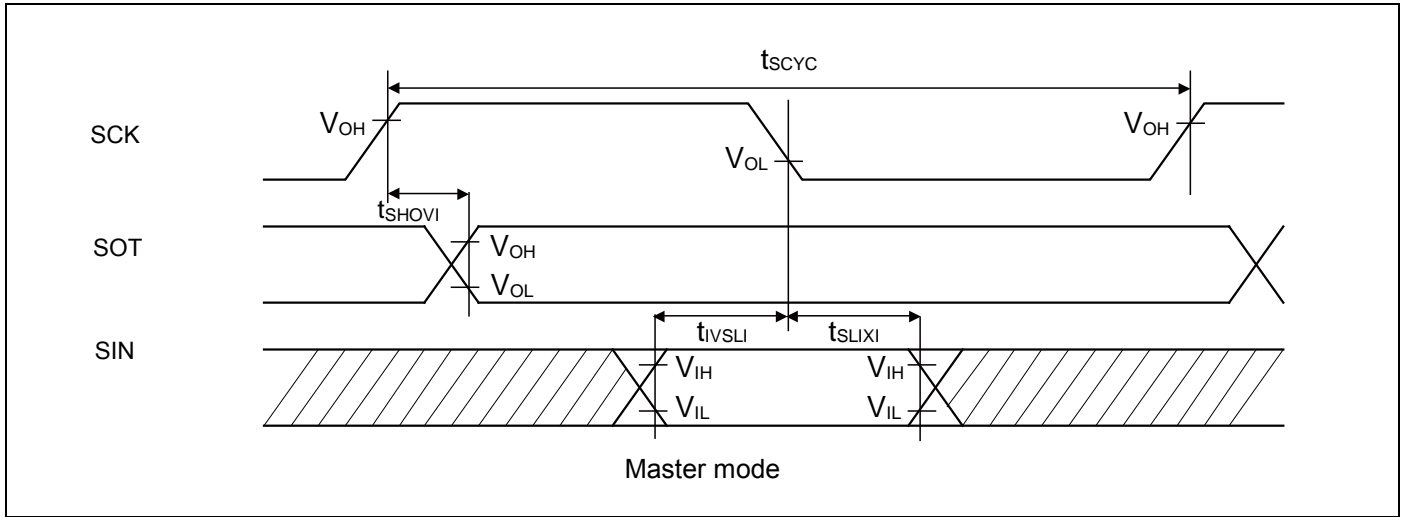 tSCYC
SCK
VOH
VOL
VOH
tSHOVI
SOT
VOH
VOL
tIVSLI
tSLIXI
SIN
VIH
VIH
VIL
VIL
Master mode